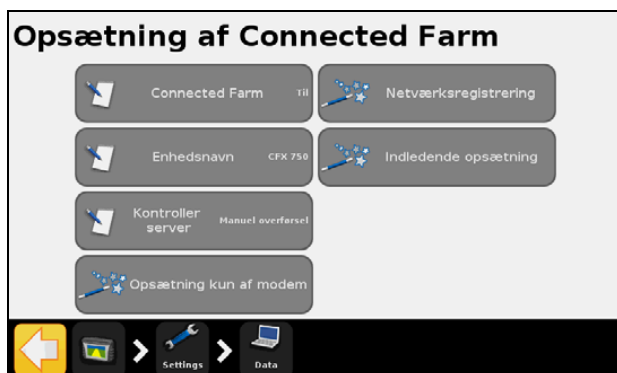 Opsætning af Connected Farm
Connected Farm Til
Netværksregistrering
Enhedsnavn CFX 750
Indledende opsætning
Kontroller
server Manuel overførsel
Opsætning kun af modem
Settings
Data